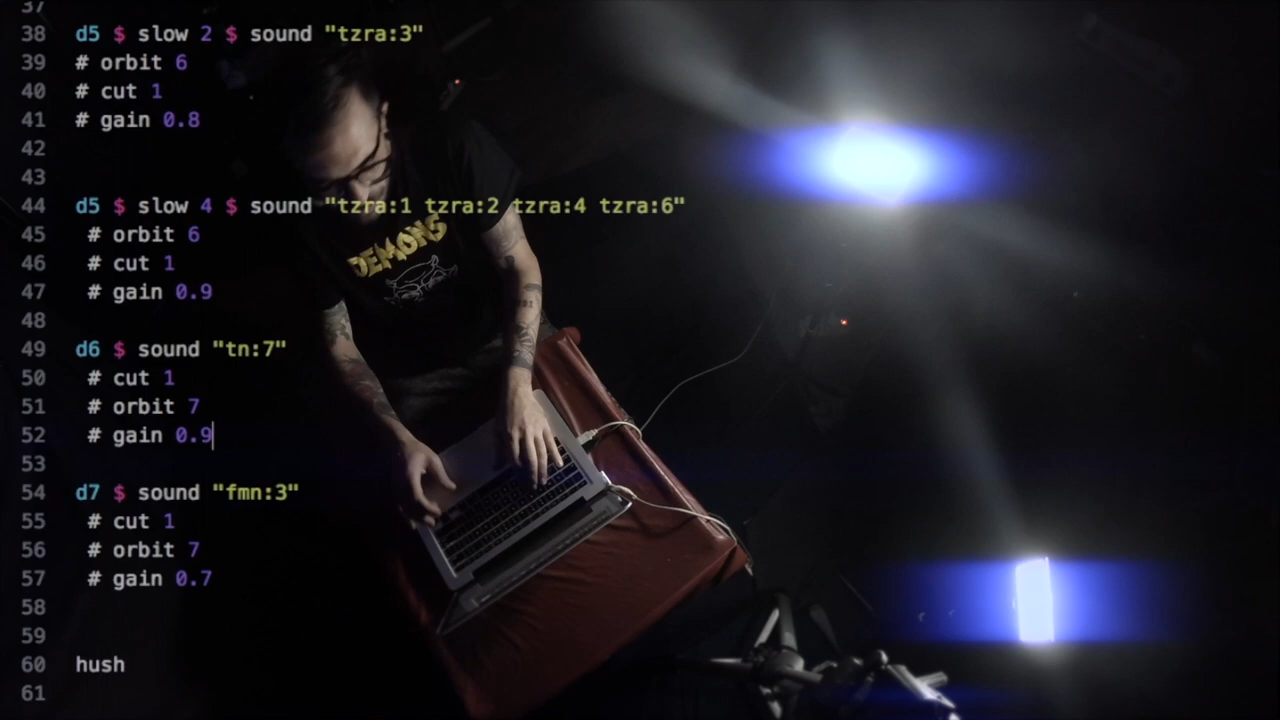 37
38 d5 $ slow 2 $ sound "tzra:3"
39 # orbit 6
40 # cut 1
41 # gain 0.8
42
43
44 d5 $ slow 4 $ sound "tzra:1 tzra:2 tzra:4 tzra:6"
45 # orbit 6
46 # cut 1
47 # gain 0.9
48
49 d6 $ sound "tn:7"
50 # cut 1
51 # orbit 7
52 # gain 0.9
53
54 d7 $ sound "fmn:3"
55 # cut 1
56 # orbit 7
57 # gain 0.7
58
59
60 hush
61
DEMONS